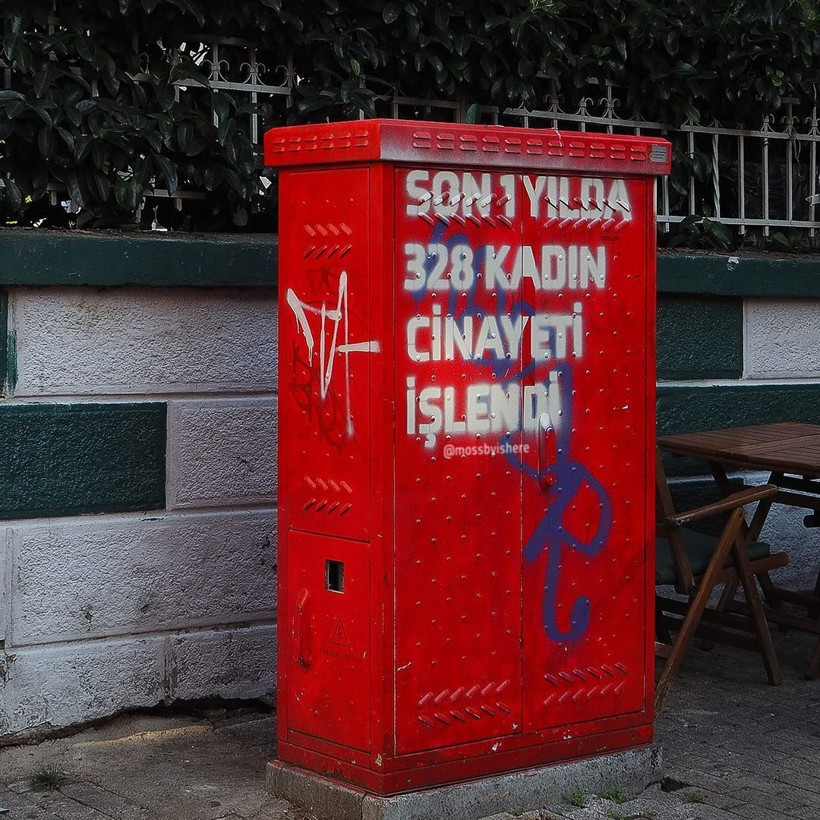 SON 1 YILDA
328 KADIN
CİNAYETİ
İŞLENDİ
@mossbyishere